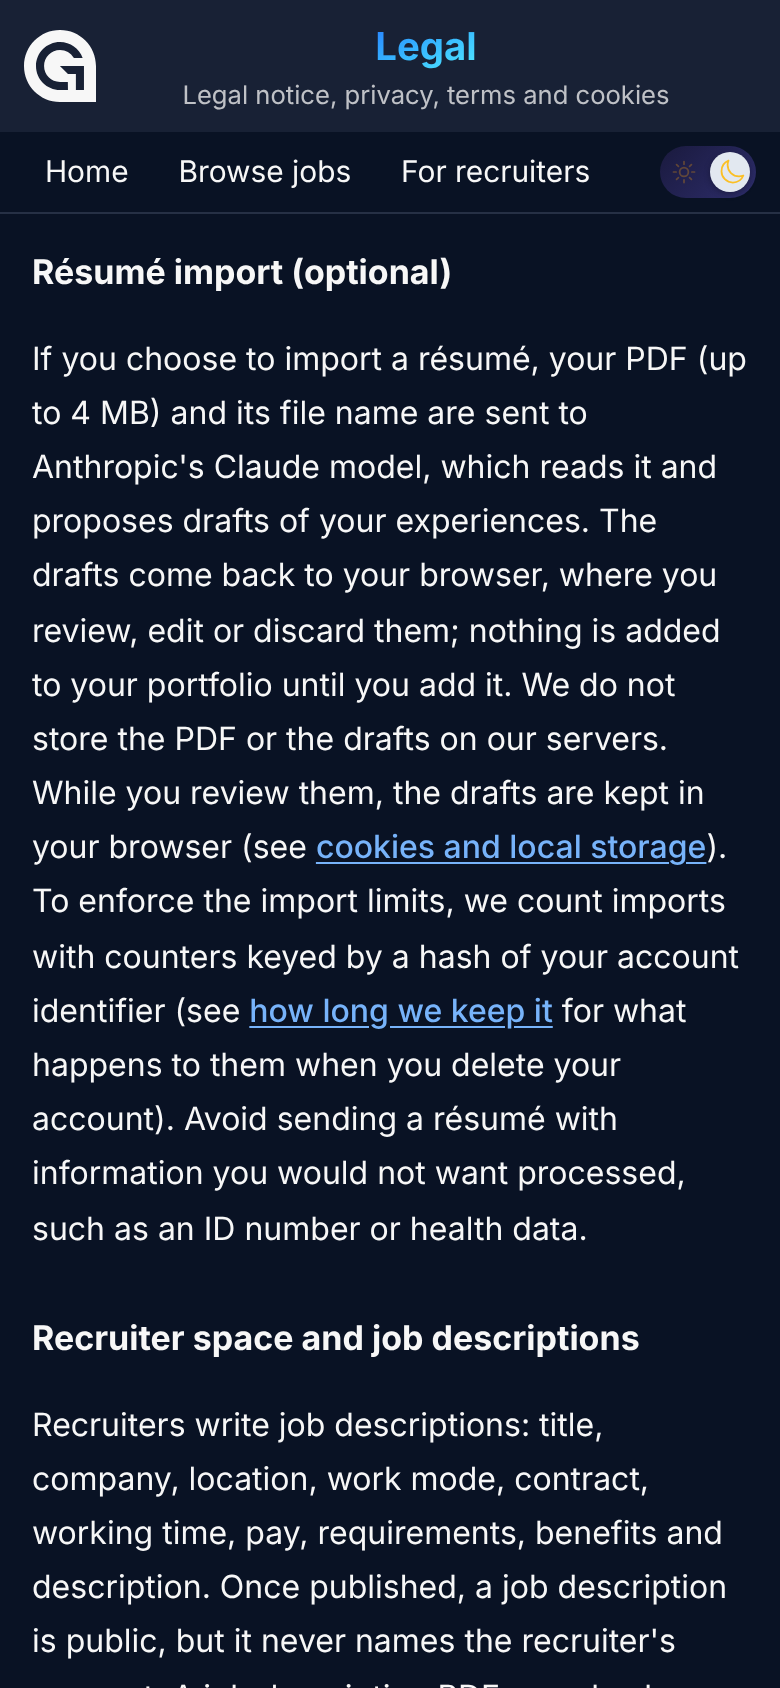 Legal
Legal notice, privacy, terms and cookies
Home Browse jobs For recruiters
Résumé import (optional)
If you choose to import a résumé, your PDF (up
to 4 MB) and its file name are sent to
Anthropic's Claude model, which reads it and
proposes drafts of your experiences. The
drafts come back to your browser, where you
review, edit or discard them; nothing is added
to your portfolio until you add it. We do not
store the PDF or the drafts on our servers.
While you review them, the drafts are kept in
your browser (see cookies and local storage).
To enforce the import limits, we count imports
with counters keyed by a hash of your account
identifier (see how long we keep it for what
happens to them when you delete your
account). Avoid sending a résumé with
information you would not want processed,
such as an ID number or health data.
Recruiter space and job descriptions
Recruiters write job descriptions: title,
company, location, work mode, contract,
working time, pay, requirements, benefits and
description. Once published, a job description
is public, but it never names the recruiter's